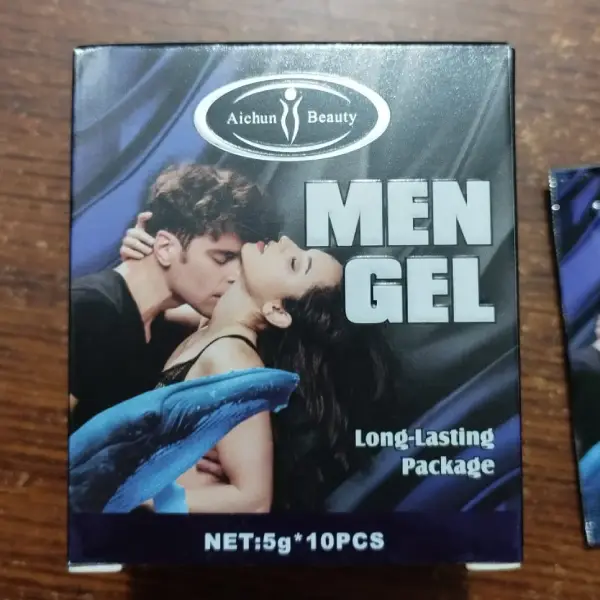 Aichun Beauty
MEN
GEL
Long-Lasting
Package
NET:5g*10PCS